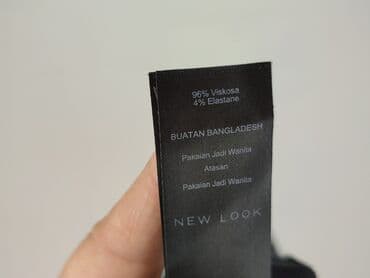 96% Viskosa
4% Elastane
BUATAN BANGLADESH
Pakaian Jadi Wanita
Atasan
Pakaian Jadi Wanita
NEW LOOK